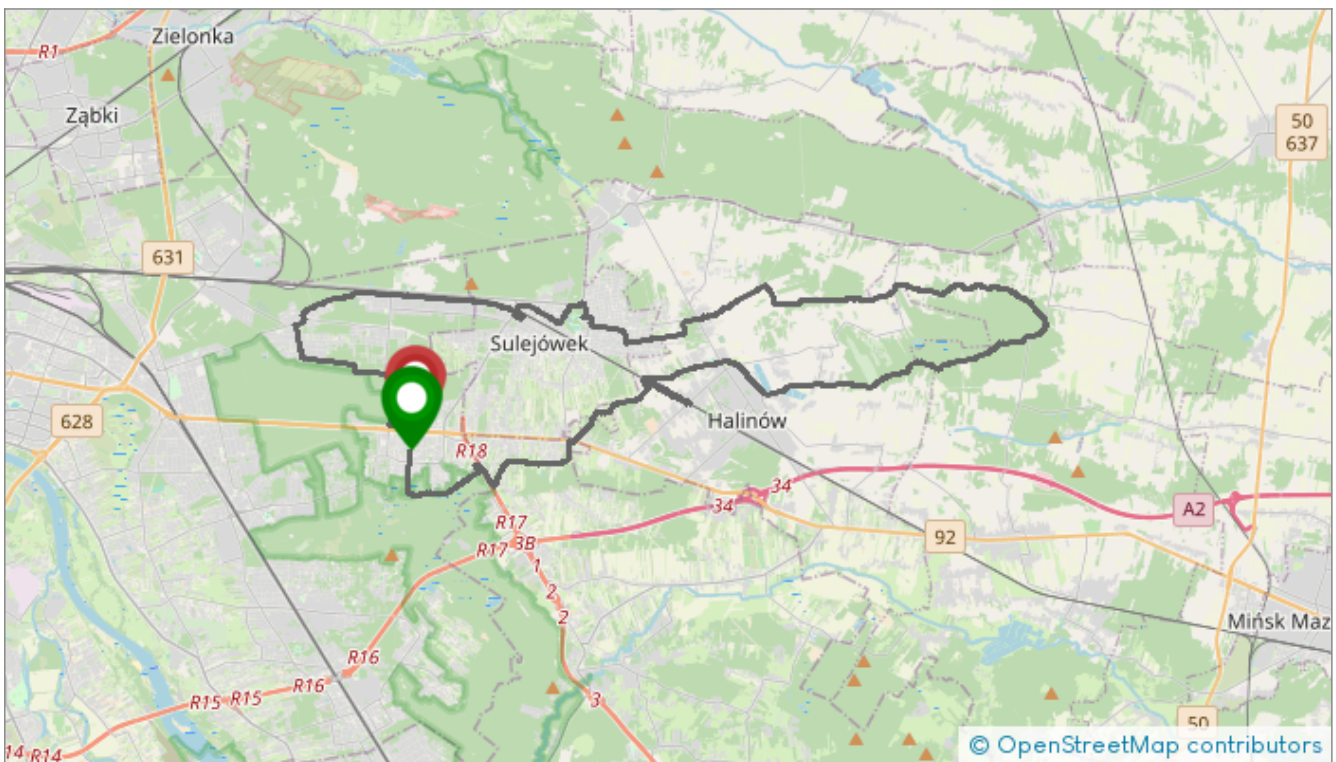 Zielonka
R1
Ząbki
50
637
631
Sulejówek
628
Halinów
R18
34
34
A2
R17
R17
3B
92
1
2
2
Mińsk Maz
R16
R16
R15
R15
3
50
14
R14
© OpenStreetMap contributors